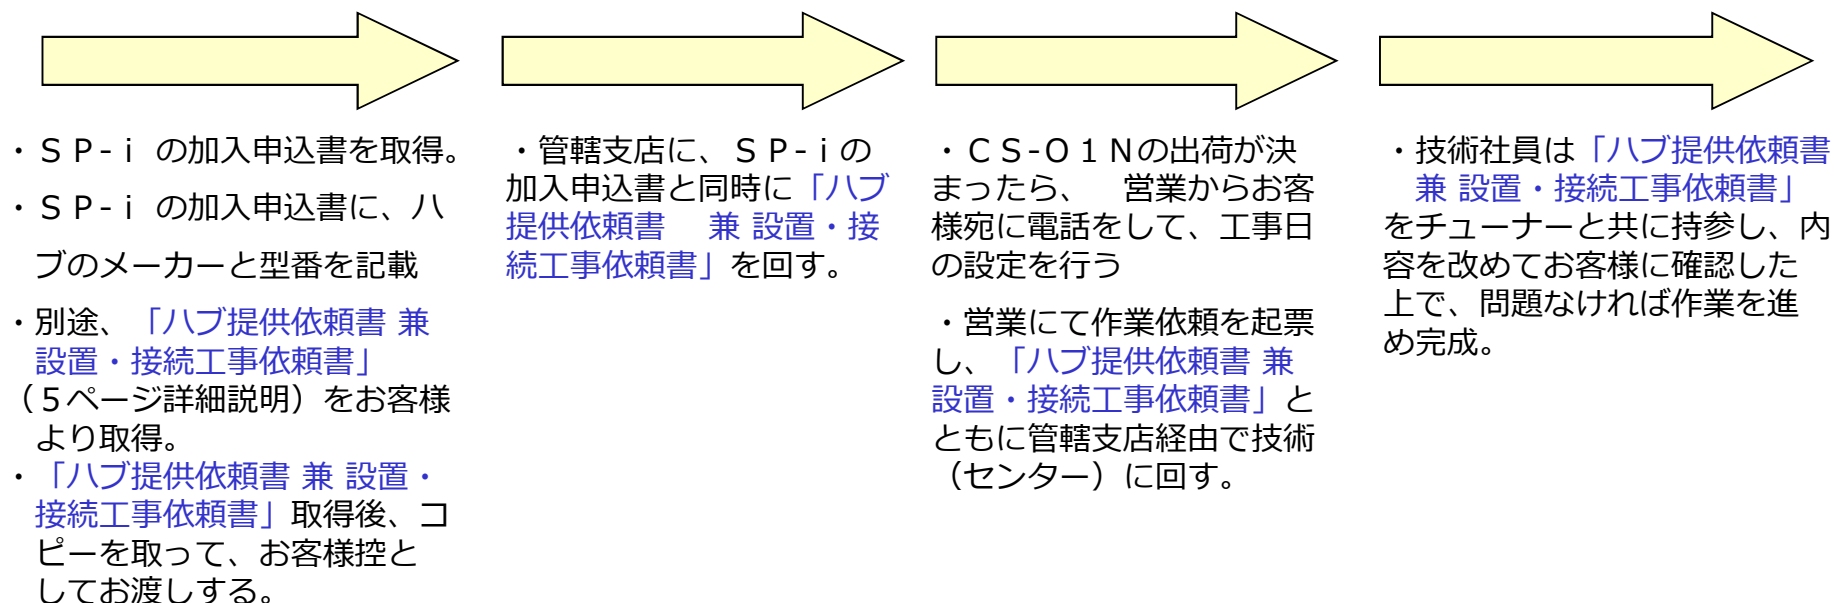 ・ＳＰ-ｉ の加入申込書を取得。
・ＳＰ-ｉ の加入申込書に、ハ
ブのメーカーと型番を記載
・別途、「ハブ提供依頼書 兼
設置・接続工事依頼書」
（５ページ詳細説明）をお客様
より取得。
・「ハブ提供依頼書 兼 設置・
接続工事依頼書」取得後、コ
ピーを取って、お客様控と
してお渡しする。
・管轄支店に、ＳＰ-ｉの
加入申込書と同時に「ハブ
提供依頼書　兼 設置・接
続工事依頼書」を回す。
・ＣＳ-Ｏ１Ｎの出荷が決
まったら、　営業からお客
様宛に電話をして、工事日
の設定を行う
・営業にて作業依頼を起票
し、「ハブ提供依頼書 兼
設置・接続工事依頼書」と
ともに管轄支店経由で技術
（センター）に回す。
・技術社員は「ハブ提供依頼書
兼 設置・接続工事依頼書」
をチューナーと共に持参し、内
容を改めてお客様に確認した
上で、問題なければ作業を進
め完成。